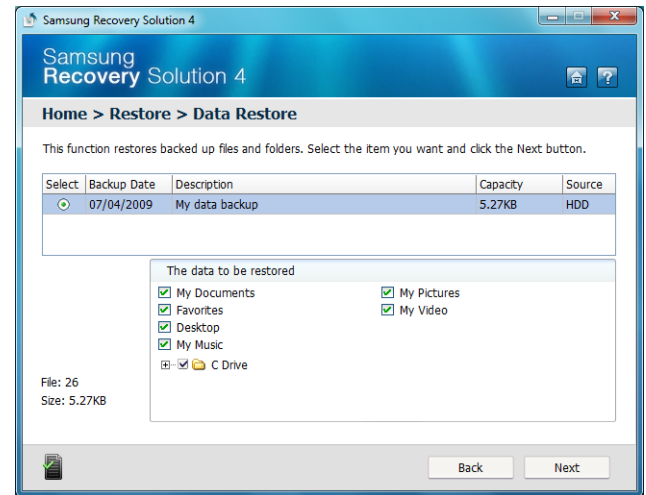 Samsung Recovery Solution 4
Samsung
Recovery Solution 4
Home > Restore > Data Restore
This function restores backed up files and folders. Select the item you want and click the Next button.
Select Backup Date Description Capacity Source
07/04/2009 My data backup 5.27KB HDD
The data to be restored
My Documents My Pictures
Favorites My Video
Desktop
My Music
C Drive
File: 26
Size: 5.27KB
Back Next